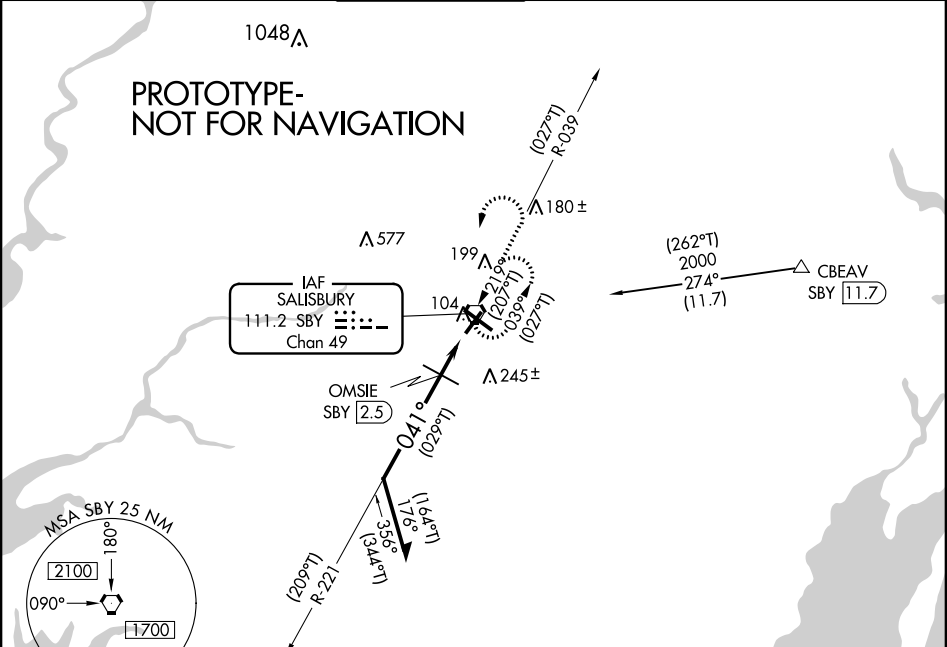 1048
PROTOTYPE-
NOT FOR NAVIGATION
(027°T)
R-039
180±
577
199
(262°T)
2000
274°
(11.7)
CBEAV
SBY 11.7
IAF
SALISBURY
111.2 SBY
Chan 49
104
219°
(207°T)
039°
(027°T)
245±
OMSIE
SBY 2.5
041°
(029°T)
(164°T)
176°
356°
(344°T)
(209°T)
R-221
MSA SBY 25 NM
180°
2100
090°
1700